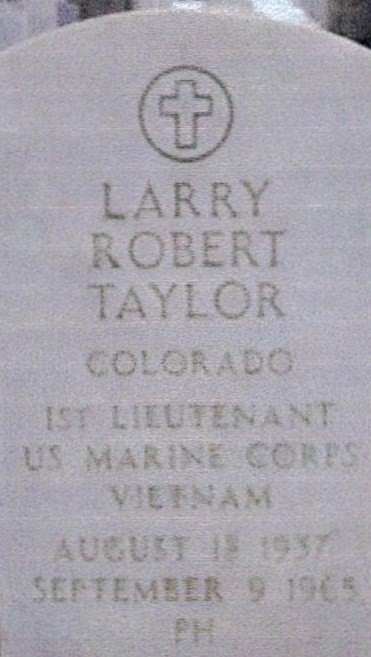 LARRY
ROBERT
TAYLOR
COLORADO
1ST LIEUTENANT
US MARINE CORPS
VIETNAM
AUGUST 18 1937
SEPTEMBER 9 1965
PH